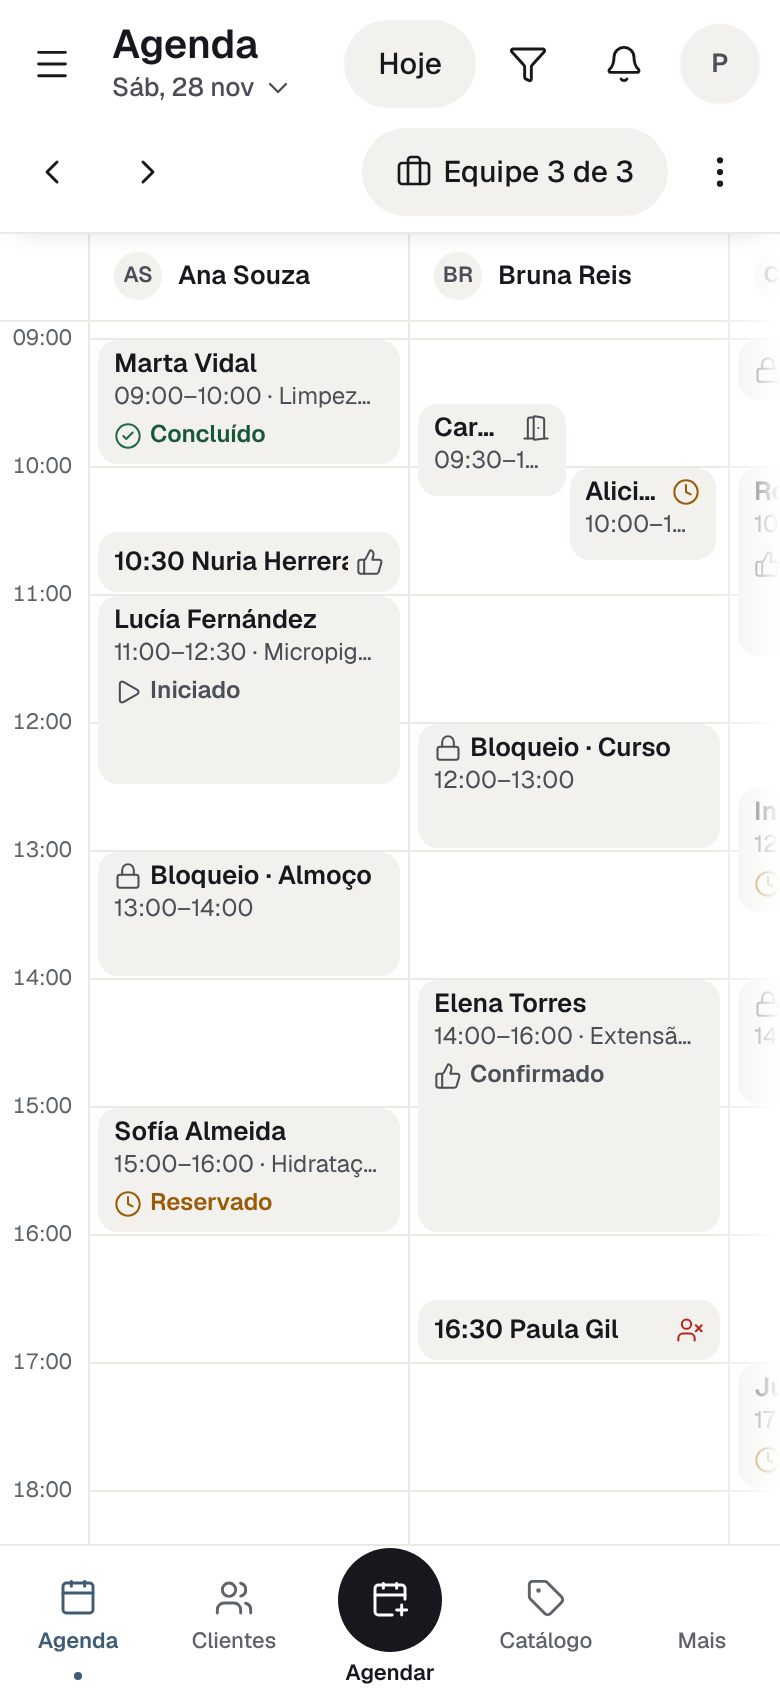 Agenda
Sáb, 28 nov
Hoje
P
Equipe 3 de 3
AS Ana Souza
BR Bruna Reis
09:00
10:00
11:00
12:00
13:00
14:00
15:00
16:00
17:00
18:00
Marta Vidal
09:00–10:00 · Limpez…
Concluído
10:30 Nuria Herrera
Lucía Fernández
11:00–12:30 · Micropig…
Iniciado
Bloqueio · Almoço
13:00–14:00
Sofía Almeida
15:00–16:00 · Hidrataç…
Reservado
Car…
09:30–1…
Alici…
10:00–1…
Bloqueio · Curso
12:00–13:00
Elena Torres
14:00–16:00 · Extensã…
Confirmado
16:30 Paula Gil
10
12
14
17
Agenda
Clientes
Agendar
Catálogo
Mais